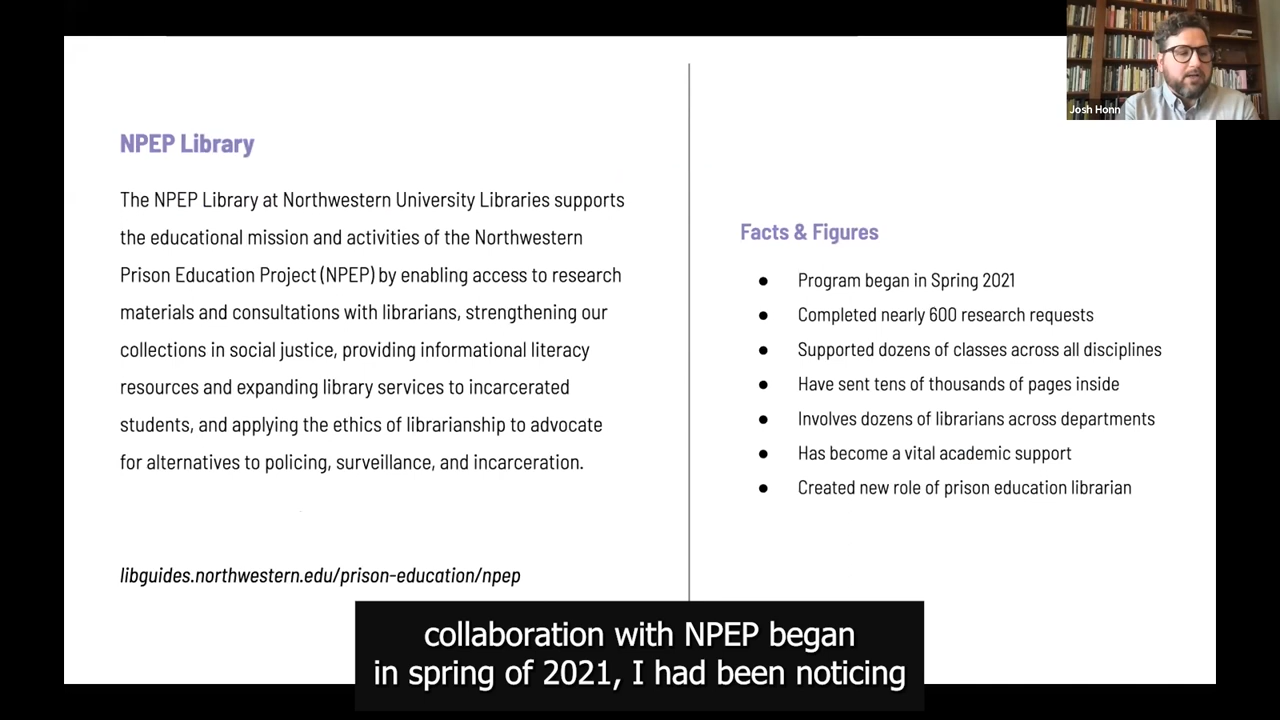 Josh Honn
NPEP Library
The NPEP Library at Northwestern University Libraries supports
the educational mission and activities of the Northwestern
Prison Education Project (NPEP) by enabling access to research
materials and consultations with librarians, strengthening our
collections in social justice, providing informational literacy
resources and expanding library services to incarcerated
students, and applying the ethics of librarianship to advocate
for alternatives to policing, surveillance, and incarceration.
libguides.northwestern.edu/prison-education/npep
Facts & Figures
● Program began in Spring 2021
● Completed nearly 600 research requests
● Supported dozens of classes across all disciplines
● Have sent tens of thousands of pages inside
● Involves dozens of librarians across departments
● Has become a vital academic support
● Created new role of prison education librarian
collaboration with NPEP began
in spring of 2021, I had been noticing